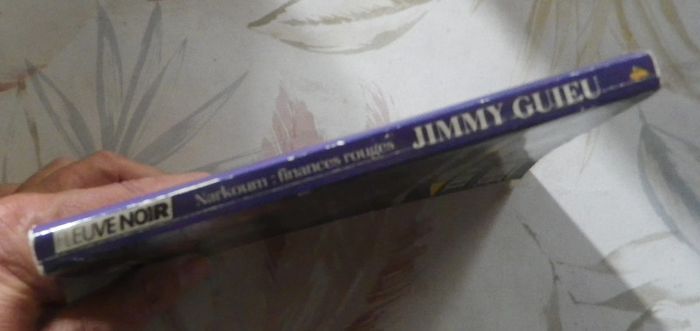 FLEUVE NOIR
Narkoum : finances rouges
JIMMY GUIEU